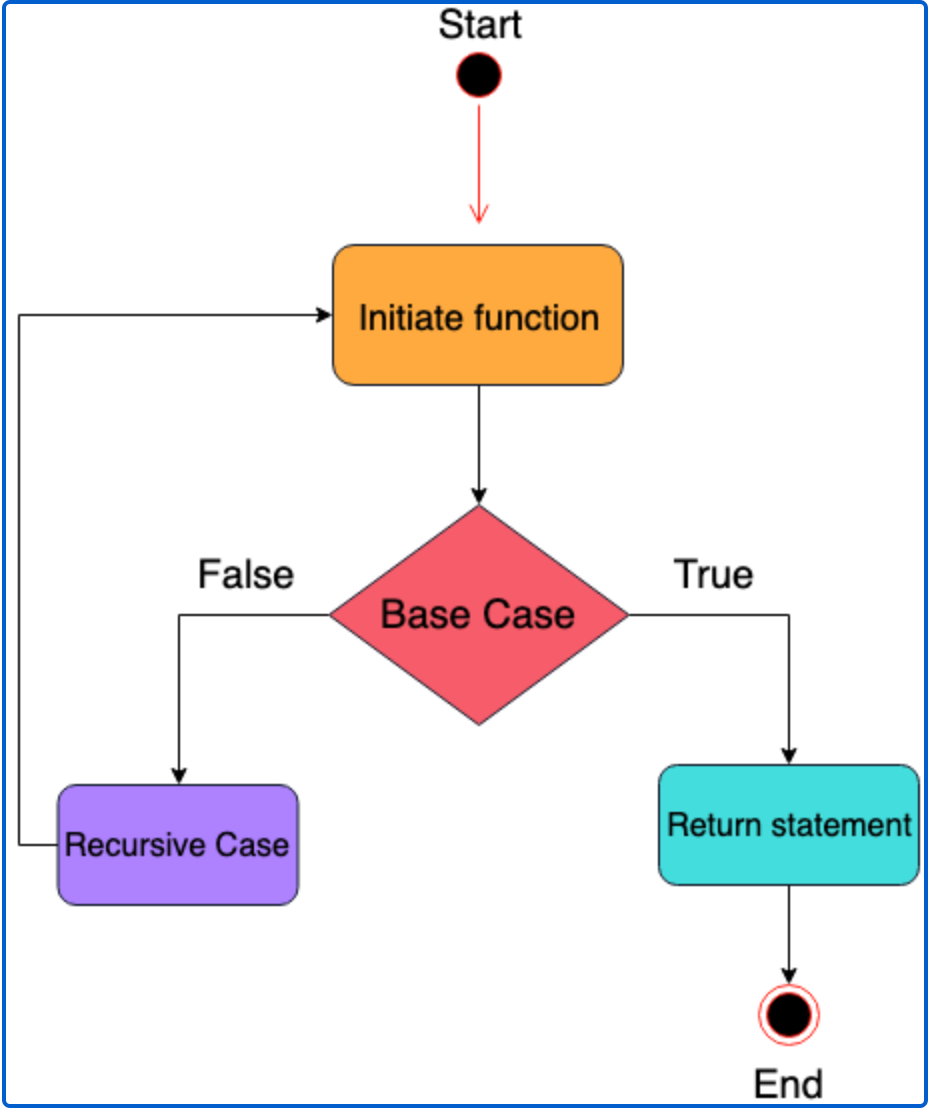 Start
Initiate function
False
True
Base Case
Return statement
Recursive Case
End